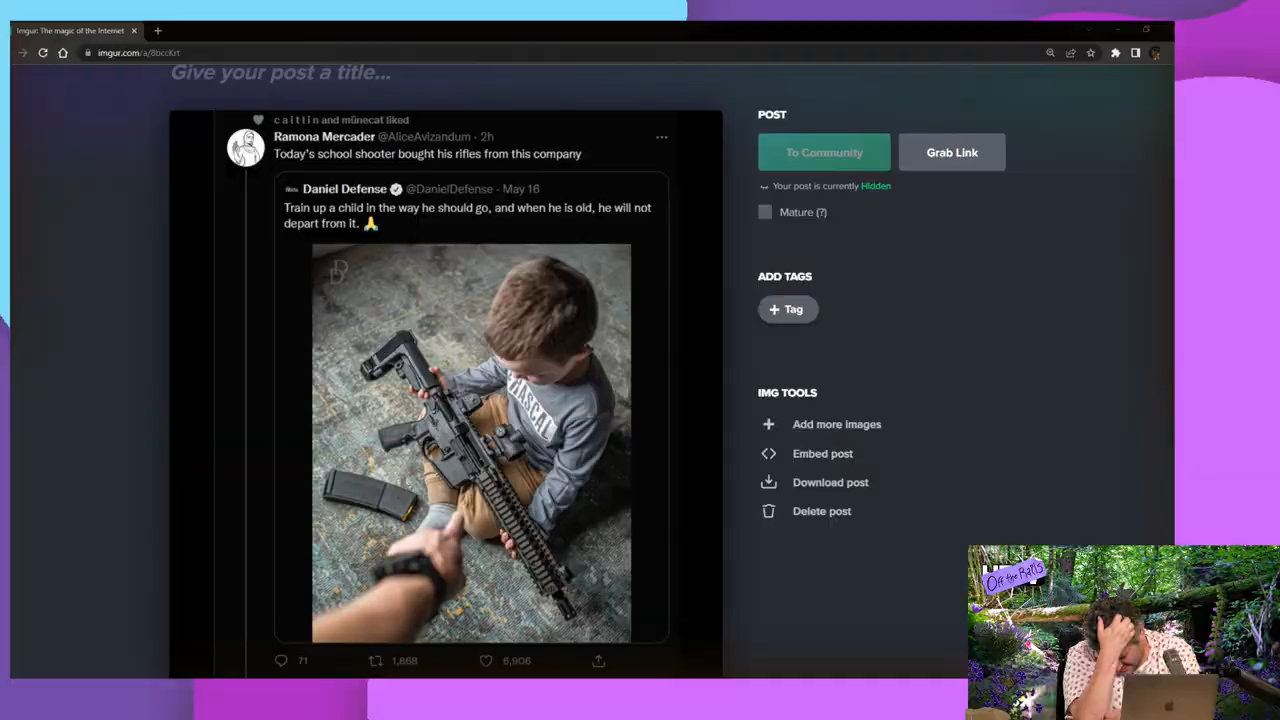 Imgur: The magic of the Internet
imgur.com/a/8bccKrt
Give your post a title...
c a i t l i n and münecat liked
Ramona Mercader @AliceAvizandum - 2h
Today's school shooter bought his rifles from this company
Daniel Defense @DanielDefense - May 16
Train up a child in the way he should go, and when he is old, he will not
depart from it. 🙏
RASCAL
71
1,868
6,906
POST
To Community
Grab Link
Your post is currently Hidden
Mature (?)
ADD TAGS
+ Tag
IMG TOOLS
Add more images
Embed post
Download post
Delete post
Off the Rails